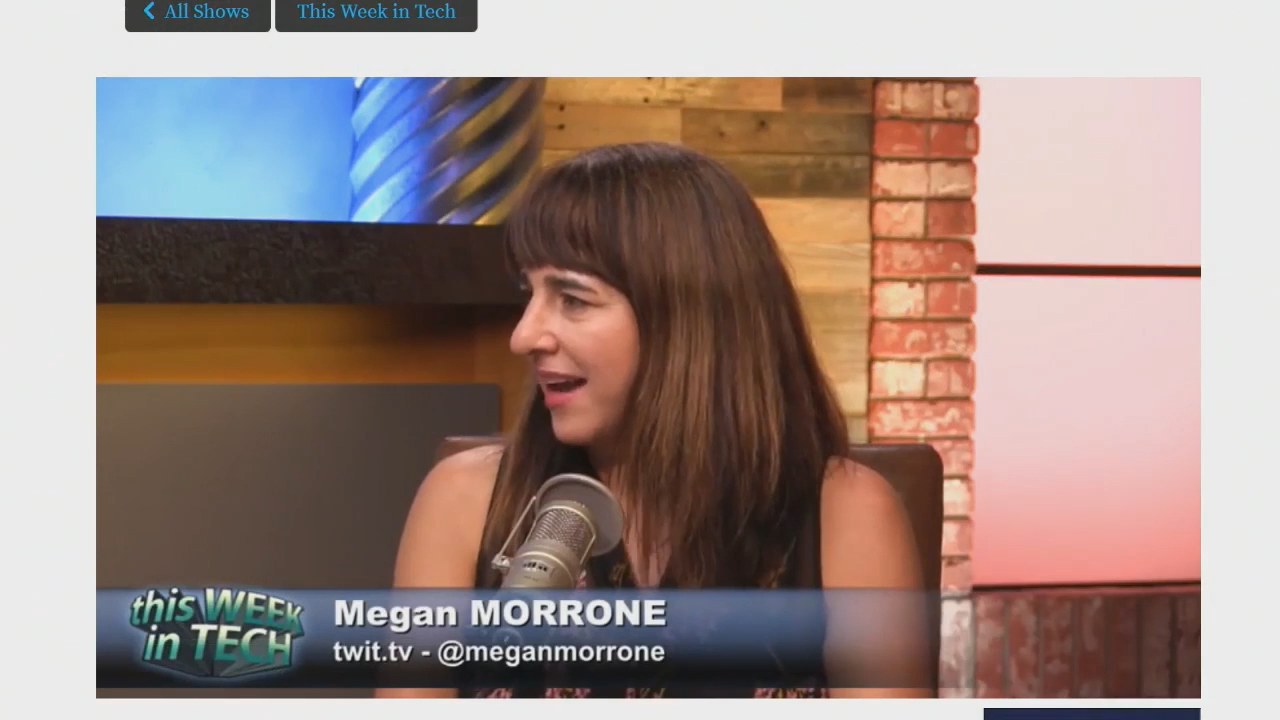 All Shows
This Week in Tech
this WEEK
in TECH
Megan MORRONE
twit.tv - @meganmorrone